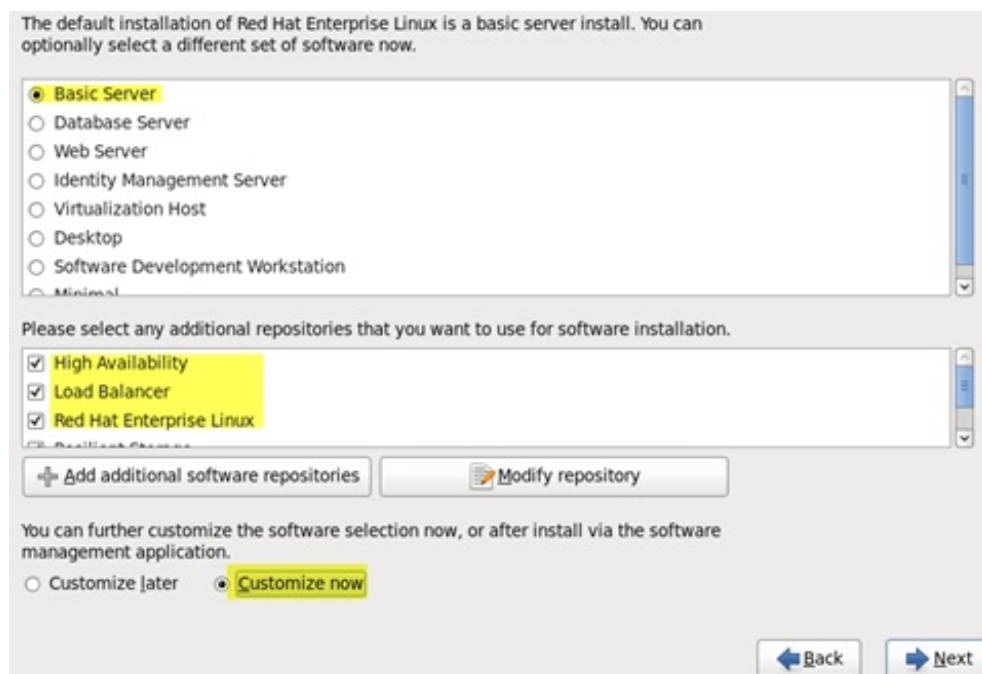 The default installation of Red Hat Enterprise Linux is a basic server install. You can
optionally select a different set of software now.
Basic Server
Database Server
Web Server
Identity Management Server
Virtualization Host
Desktop
Software Development Workstation
Minimal
Please select any additional repositories that you want to use for software installation.
High Availability
Load Balancer
Red Hat Enterprise Linux
Resilient Storage
Add additional software repositories
Modify repository
You can further customize the software selection now, or after install via the software
management application.
Customize later
Customize now
Back
Next